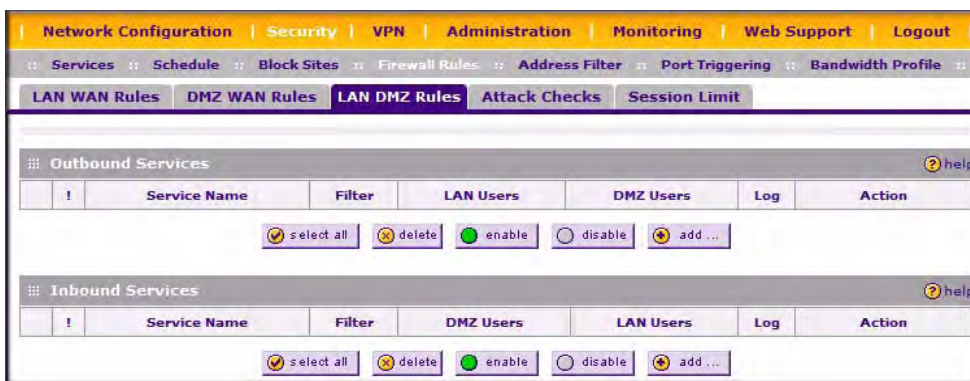 Network Configuration | Security | VPN | Administration | Monitoring | Web Support | Logout
:: Services :: Schedule :: Block Sites :: Firewall Rules :: Address Filter :: Port Triggering :: Bandwidth Profile ::
LAN WAN Rules DMZ WAN Rules LAN DMZ Rules Attack Checks Session Limit
Outbound Services ? help
! Service Name Filter LAN Users DMZ Users Log Action
select all delete enable disable add ...
Inbound Services ? help
! Service Name Filter DMZ Users LAN Users Log Action
select all delete enable disable add ...